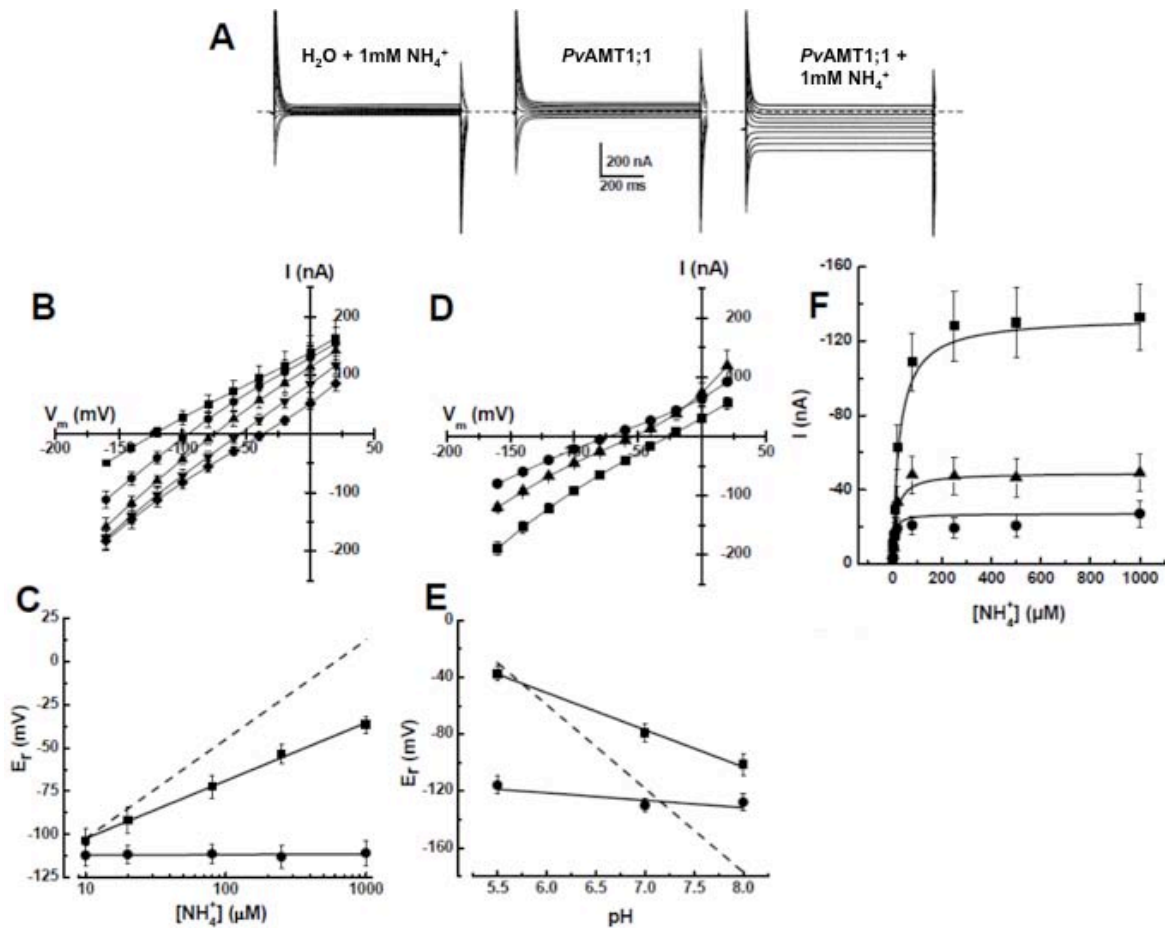 A
H₂O + 1mM NH₄⁺
PvAMT1;1
PvAMT1;1 +
1mM NH₄⁺
200 nA
200 ms
B
I (nA)
200
100
Vm (mV)
-200 -150 -100 -50 50
-100
-200
D
I (nA)
200
100
Vm (mV)
-200 -150 -100 -50 50
-100
-200
F
-160
-120
-80
-40
0
I (nA)
0 200 400 600 800 1000
[NH₄⁺] (µM)
C
25
0
-25
-50
-75
-100
-125
Er (mV)
10 100 1000
[NH₄⁺] (µM)
E
-40
-80
-120
-160
Er (mV)
5.5 6.0 6.5 7.0 7.5 8.0
pH